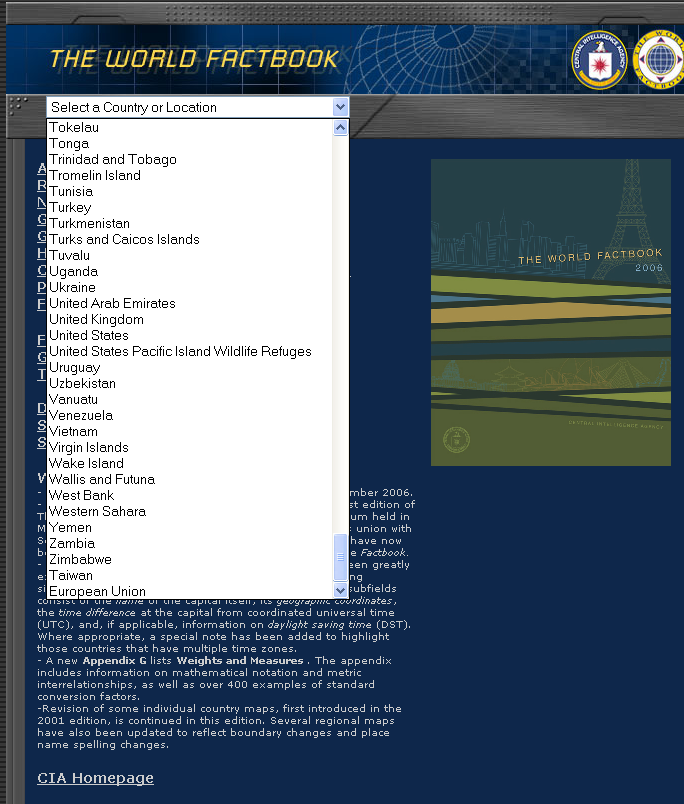 THE WORLD FACTBOOK
CENTRAL INTELLIGENCE AGENCY
Select a Country or Location
Tokelau
Tonga
Trinidad and Tobago
Tromelin Island
Tunisia
Turkey
Turkmenistan
Turks and Caicos Islands
Tuvalu
Uganda
Ukraine
United Arab Emirates
United Kingdom
United States
United States Pacific Island Wildlife Refuges
Uruguay
Uzbekistan
Vanuatu
Venezuela
Vietnam
Virgin Islands
Wake Island
Wallis and Futuna
West Bank
Western Sahara
Yemen
Zambia
Zimbabwe
Taiwan
European Union
THE WORLD FACTBOOK
2006
CENTRAL INTELLIGENCE AGENCY
A
R
N
G
G
H
C
P
F
F
G
T
D
S
S
W
mber 2006.
st edition of
um held in
union with
have now
Factbook.
een greatly
ng
subfields
consist of the name of the capital itself, its geographic coordinates,
the time difference at the capital from coordinated universal time
(UTC), and, if applicable, information on daylight saving time (DST).
Where appropriate, a special note has been added to highlight
those countries that have multiple time zones.
- A new Appendix G lists Weights and Measures . The appendix
includes information on mathematical notation and metric
interrelationships, as well as over 400 examples of standard
conversion factors.
-Revision of some individual country maps, first introduced in the
2001 edition, is continued in this edition. Several regional maps
have also been updated to reflect boundary changes and place
name spelling changes.
CIA Homepage